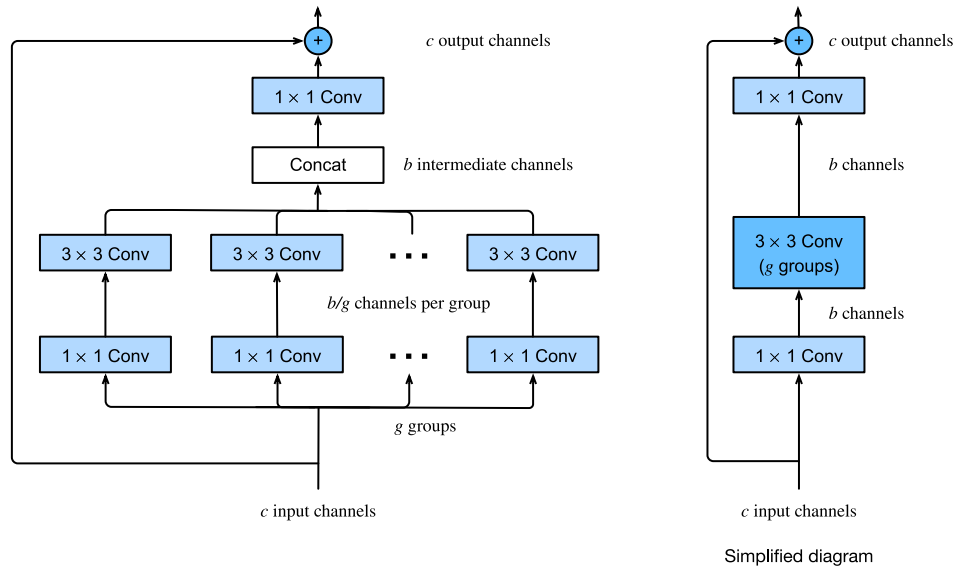 +
c output channels
1 × 1 Conv
Concat
b intermediate channels
3 × 3 Conv
3 × 3 Conv
3 × 3 Conv
b/g channels per group
1 × 1 Conv
1 × 1 Conv
1 × 1 Conv
g groups
c input channels
+
c output channels
1 × 1 Conv
b channels
3 × 3 Conv
(g groups)
b channels
1 × 1 Conv
c input channels
Simplified diagram